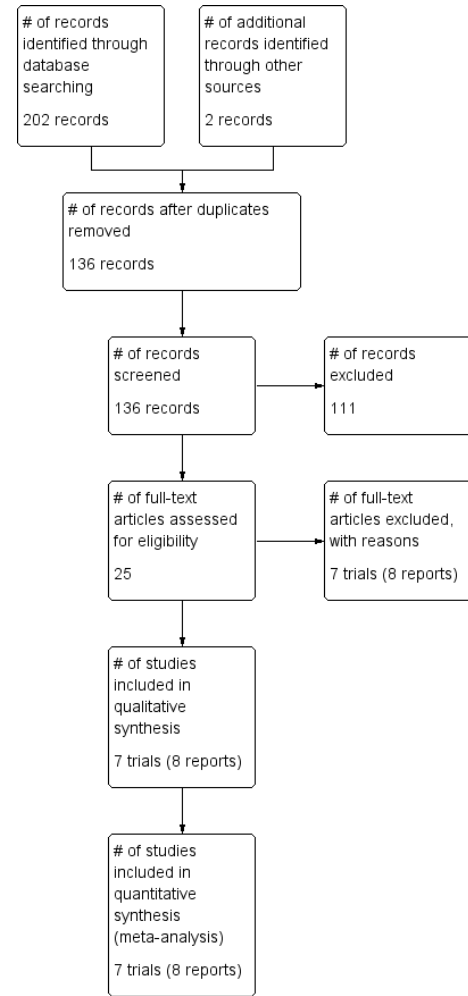 # of records
identified through
database
searching
202 records
# of additional
records identified
through other
sources
2 records
# of records after duplicates
removed
136 records
# of records
screened
136 records
# of records
excluded
111
# of full-text
articles assessed
for eligibility
25
# of full-text
articles excluded,
with reasons
7 trials (8 reports)
# of studies
included in
qualitative
synthesis
7 trials (8 reports)
# of studies
included in
quantitative
synthesis
(meta-analysis)
7 trials (8 reports)